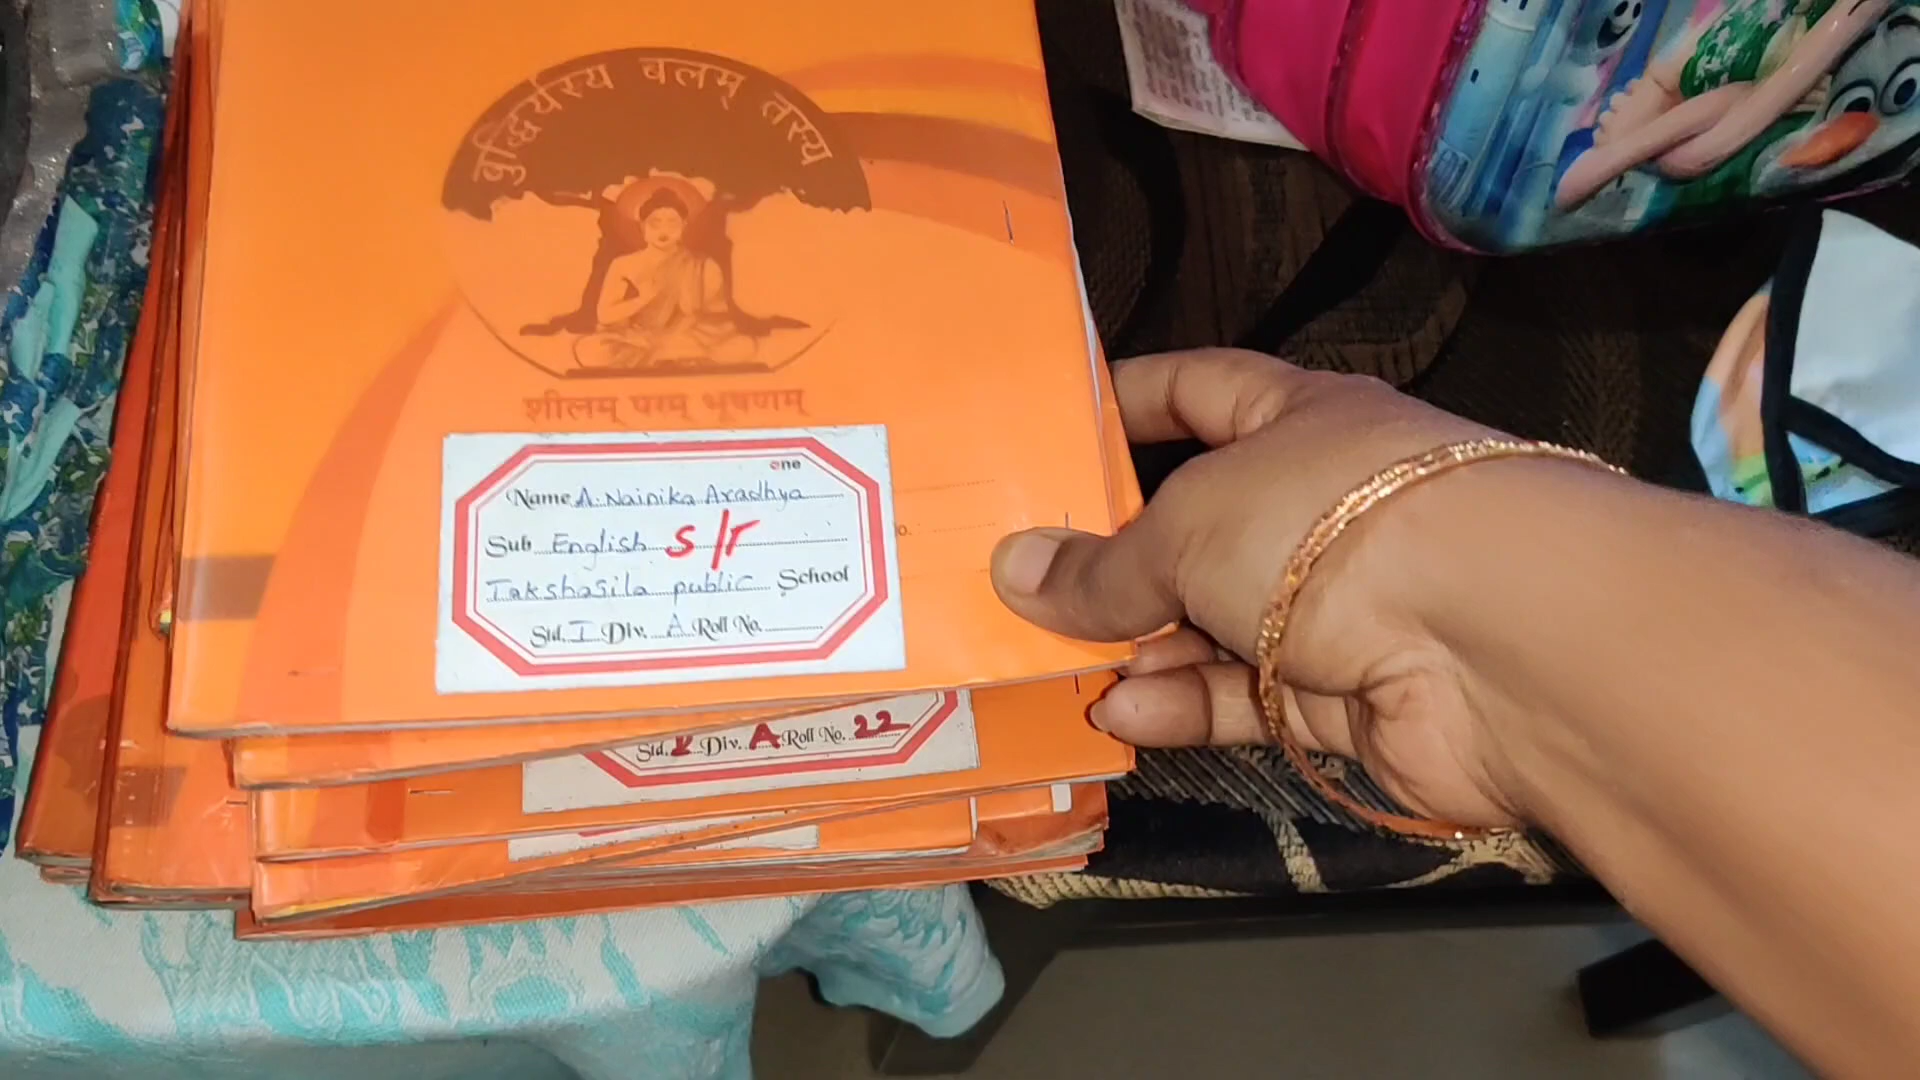 बुद्धिर्यस्य बलम् तस्य
शीलम् परम् भूषणम्
one
Name A. Nainika Aradhya
Sub English S/r
Takshasila public School
Std. I Div. A Roll No.
o.
Std. I Div. A Roll No. 22